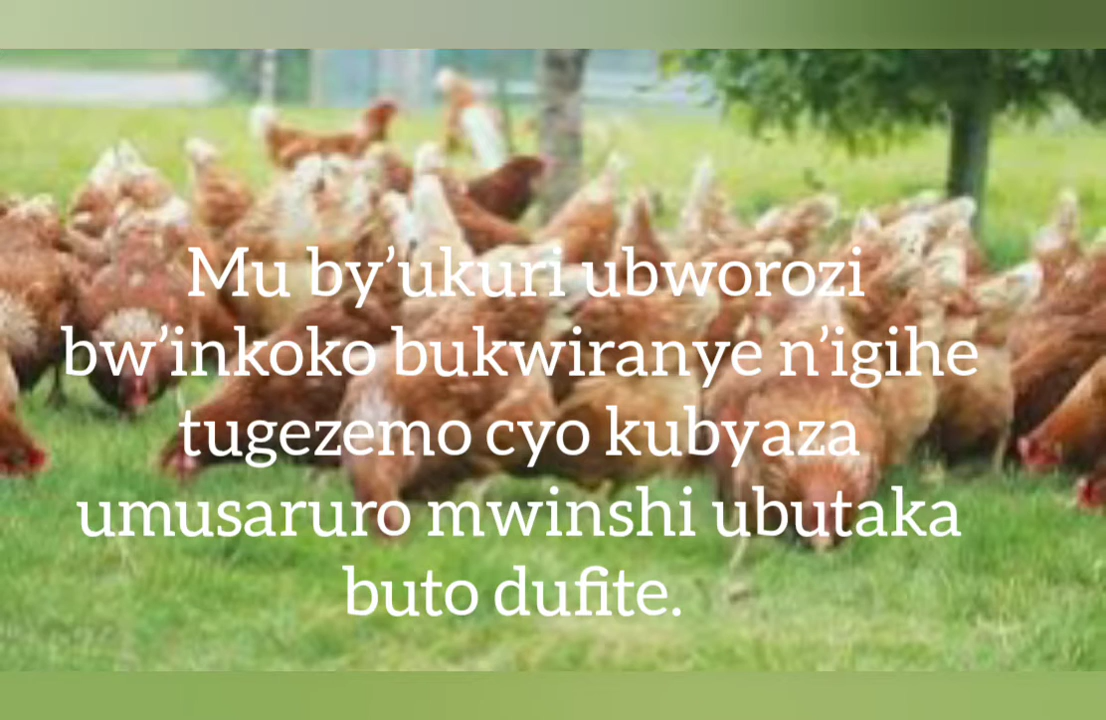 Mu by’ukuri ubworozi
bw’inkoko bukwiranye n’igihe
tugezemo cyo kubyaza
umusaruro mwinshi ubutaka
buto dufite.